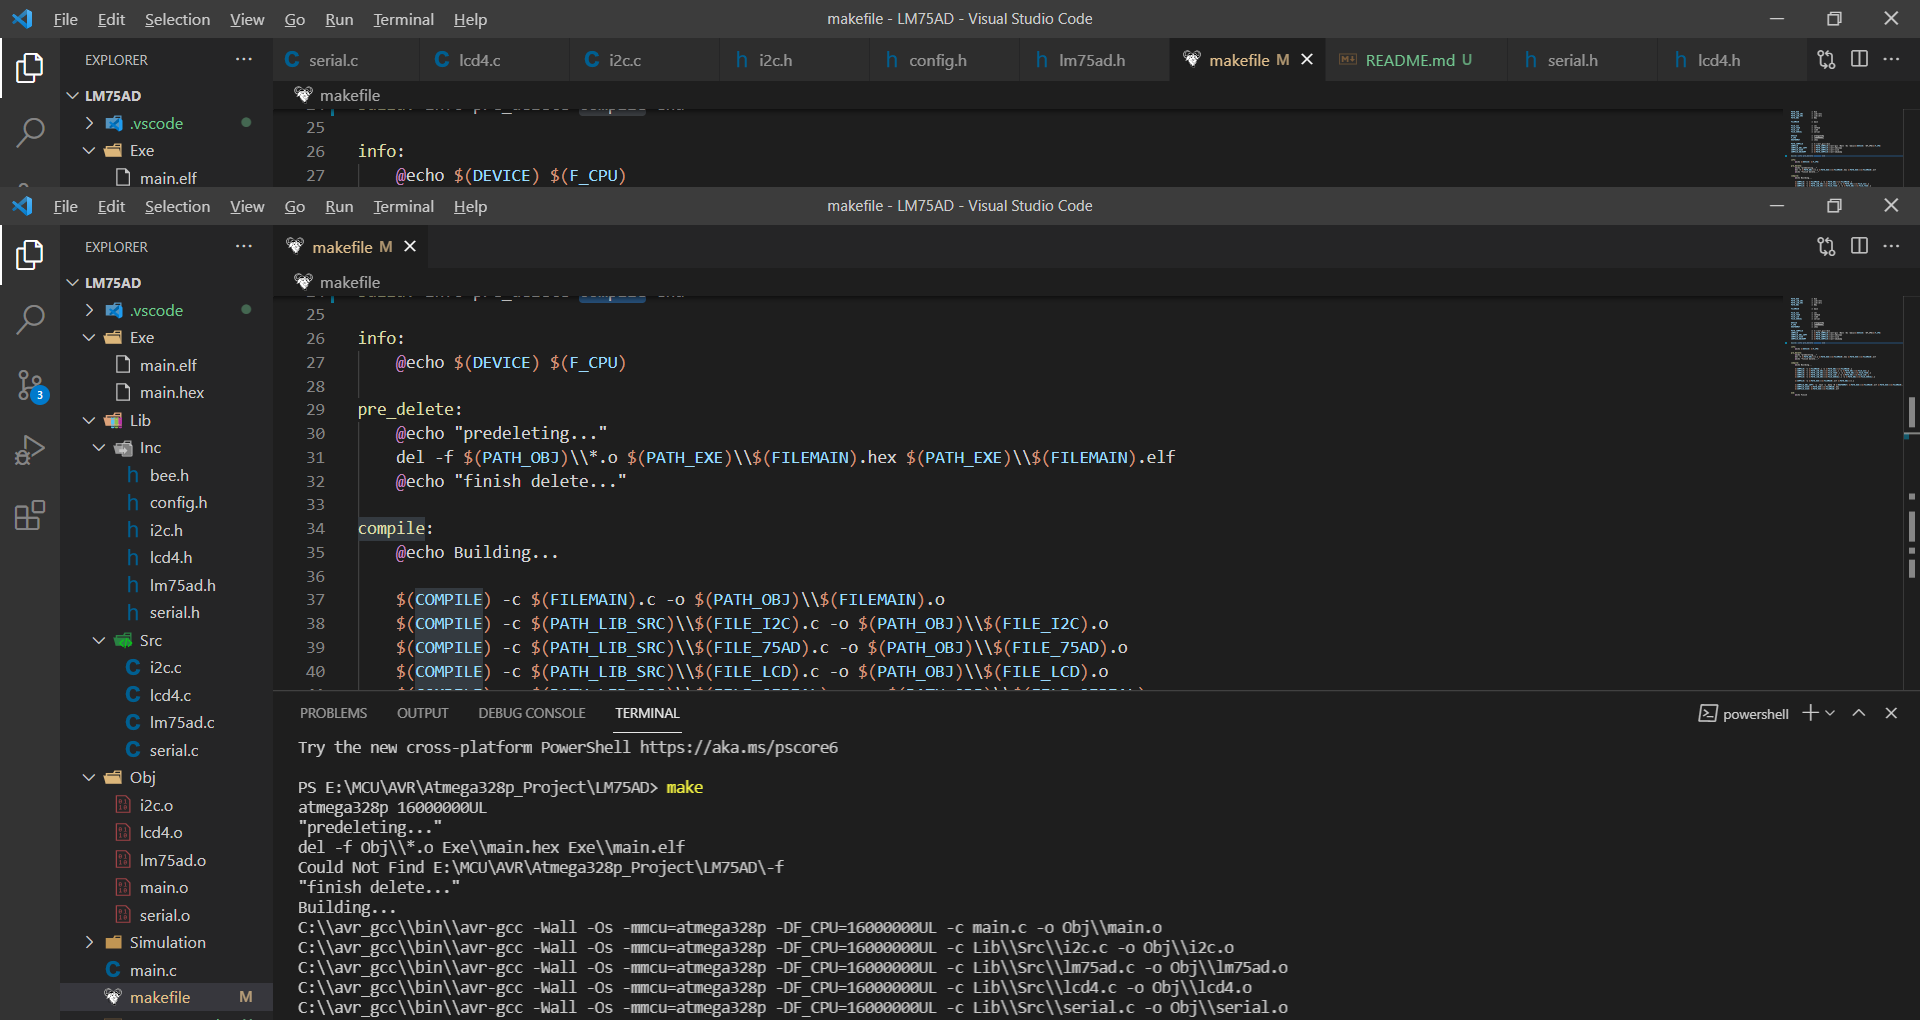 File Edit Selection View Go Run Terminal Help makefile - LM75AD - Visual Studio Code
EXPLORER
serial.c lcd4.c i2c.c i2c.h config.h lm75ad.h makefile M README.md U serial.h lcd4.h
LM75AD
makefile
.vscode
25
Exe
26 info:
main.elf
27 @echo $(DEVICE) $(F_CPU)
File Edit Selection View Go Run Terminal Help makefile - LM75AD - Visual Studio Code
EXPLORER
makefile M
LM75AD
makefile
.vscode
Exe
main.elf
main.hex
3
Lib
Inc
bee.h
config.h
i2c.h
lcd4.h
lm75ad.h
serial.h
Src
i2c.c
lcd4.c
lm75ad.c
serial.c
Obj
i2c.o
lcd4.o
lm75ad.o
main.o
serial.o
Simulation
main.c
makefile M
25
26 info:
27 @echo $(DEVICE) $(F_CPU)
28
29 pre_delete:
30 @echo "predeleting..."
31 del -f $(PATH_OBJ)\\*.o $(PATH_EXE)\\$(FILEMAIN).hex $(PATH_EXE)\\$(FILEMAIN).elf
32 @echo "finish delete..."
33
34 compile:
35 @echo Building...
36
37 $(COMPILE) -c $(FILEMAIN).c -o $(PATH_OBJ)\\$(FILEMAIN).o
38 $(COMPILE) -c $(PATH_LIB_SRC)\\$(FILE_I2C).c -o $(PATH_OBJ)\\$(FILE_I2C).o
39 $(COMPILE) -c $(PATH_LIB_SRC)\\$(FILE_75AD).c -o $(PATH_OBJ)\\$(FILE_75AD).o
40 $(COMPILE) -c $(PATH_LIB_SRC)\\$(FILE_LCD).c -o $(PATH_OBJ)\\$(FILE_LCD).o
PROBLEMS OUTPUT DEBUG CONSOLE TERMINAL powershell
Try the new cross-platform PowerShell https://aka.ms/pscore6
PS E:\MCU\AVR\Atmega328p_Project\LM75AD> make
atmega328p 16000000UL
"predeleting..."
del -f Obj\\*.o Exe\\main.hex Exe\\main.elf
Could Not Find E:\MCU\AVR\Atmega328p_Project\LM75AD\-f
"finish delete..."
Building...
C:\\avr_gcc\\bin\\avr-gcc -Wall -Os -mmcu=atmega328p -DF_CPU=16000000UL -c main.c -o Obj\\main.o
C:\\avr_gcc\\bin\\avr-gcc -Wall -Os -mmcu=atmega328p -DF_CPU=16000000UL -c Lib\\Src\\i2c.c -o Obj\\i2c.o
C:\\avr_gcc\\bin\\avr-gcc -Wall -Os -mmcu=atmega328p -DF_CPU=16000000UL -c Lib\\Src\\lm75ad.c -o Obj\\lm75ad.o
C:\\avr_gcc\\bin\\avr-gcc -Wall -Os -mmcu=atmega328p -DF_CPU=16000000UL -c Lib\\Src\\lcd4.c -o Obj\\lcd4.o
C:\\avr_gcc\\bin\\avr-gcc -Wall -Os -mmcu=atmega328p -DF_CPU=16000000UL -c Lib\\Src\\serial.c -o Obj\\serial.o